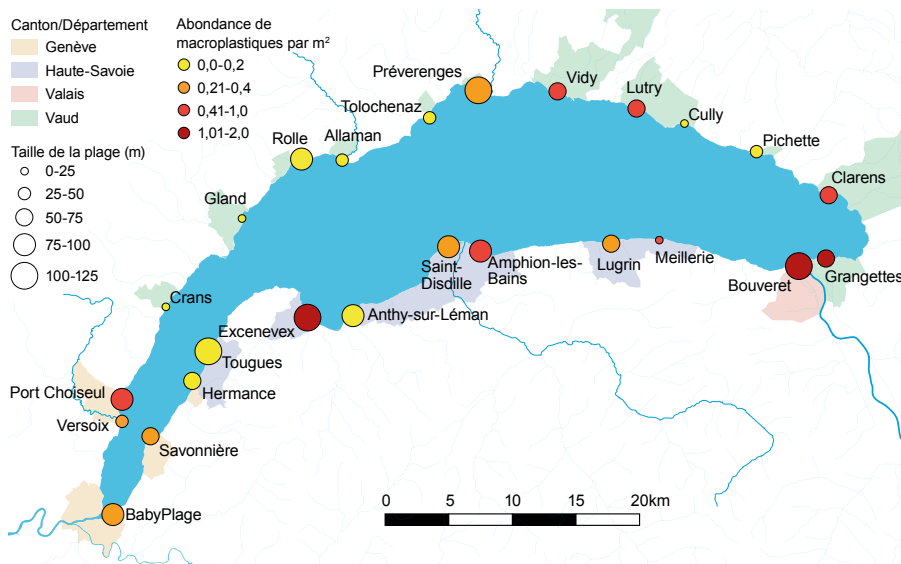 Canton/Département
Genève
Haute-Savoie
Valais
Vaud
Taille de la plage (m)
0-25
25-50
50-75
75-100
100-125
Abondance de
macroplastiques par m²
0,0-0,2
0,21-0,4
0,41-1,0
1,01-2,0
Préverenges
Vidy
Lutry
Tolochenaz
Cully
Rolle
Allaman
Pichette
Clarens
Gland
Saint-
Disdille
Amphion-les-
Bains
Lugrin
Meillerie
Bouveret
Grangettes
Crans
Excenevex
Anthy-sur-Léman
Tougues
Hermance
Port Choiseul
Versoix
Savonnière
BabyPlage
0 5 10 15 20km